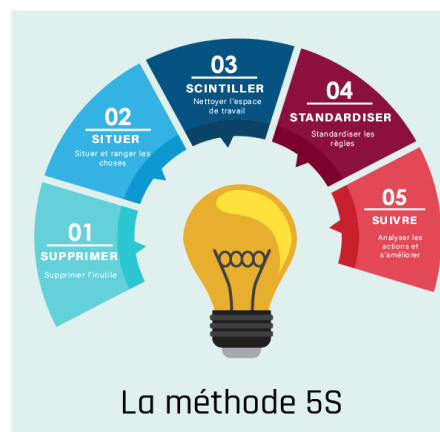 01
SUPPRIMER
Supprimer l'inutile
02
SITUER
Situer et ranger les
choses
03
SCINTILLER
Nettoyer l'espace
de travail
04
STANDARDISER
Standardiser les
règles
05
SUIVRE
Analyser les
actions et
s'améliorer
La méthode 5S